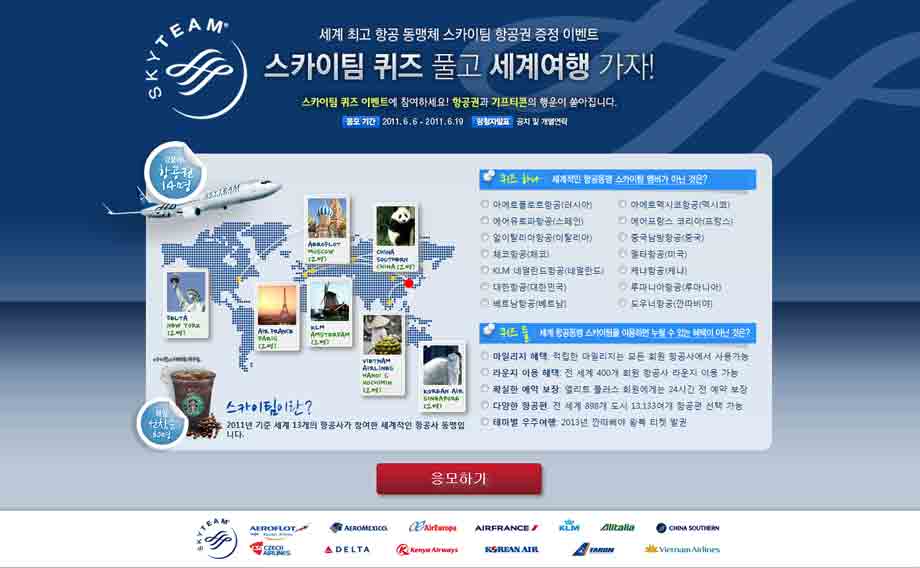 SKYTEAM
세계 최고 항공 동맹체 스카이팀 항공권 증정 이벤트
스카이팀 퀴즈 풀고 세계여행 가자!
스카이팀 퀴즈 이벤트에 참여하세요! 항공권과 기프티콘의 행운이 쏟아집니다.
응모 기간 2011.6.6 - 2011.6.19 당첨자발표 공지 및 개별연락
항공권
14명
AEROFLOT
MOSCOW
(2명)
CHINA
SOUTHERN
CHINA (2명)
DELTA
NEW YORK
(2명)
AIR FRANCE
PARIS
(2명)
KLM
AMSTERDAM
(2명)
VIETNAM
AIRLINES
HANOI &
HOCHIMIN
(2명)
KOREAN AIR
SINGAPORE
(2명)
스카이팀이란?
2011년 기준 세계 13개의 항공사가 참여한 세계적인 항공사 동맹입
니다.
퀴즈 하나 세계적인 항공동맹 스카이팀 멤버가 아닌 것은?
아에로플로트항공(러시아) 아에로멕시코항공(멕시코)
에어유로파항공(스페인) 에어프랑스 코리아(프랑스)
알이탈리아항공(이탈리아) 중국남방항공(중국)
체코항공(체코) 델타항공(미국)
KLM 네덜란드항공(네덜란드) 케냐항공(케냐)
대한항공(대한민국) 루마니아항공(루마니아)
베트남항공(베트남) 도우너항공(깐따비아)
퀴즈 둘 세계 항공동맹 스카이팀을 이용하면 누릴 수 있는 혜택이 아닌 것은?
마일리지 혜택: 적립한 마일리지는 모든 회원 항공사에서 사용가능
라운지 이용 혜택: 전 세계 400개 회원 항공사 라운지 이용 가능
확실한 예약 보장: 엘리트 플러스 회원에게는 24시간 전 예약 보장
다양한 항공편: 전 세계 898개 도시 13,133여개 항공편 선택 가능
테마별 우주여행: 2013년 깐따삐야 왕복 티켓 발권
응모하기
SKYTEAM AEROFLOT AEROMEXICO. AirEuropa AIRFRANCE KLM Alitalia CHINA SOUTHERN
CZECH AIRLINES DELTA Kenya Airways KOREAN AIR TAROM Vietnam Airlines